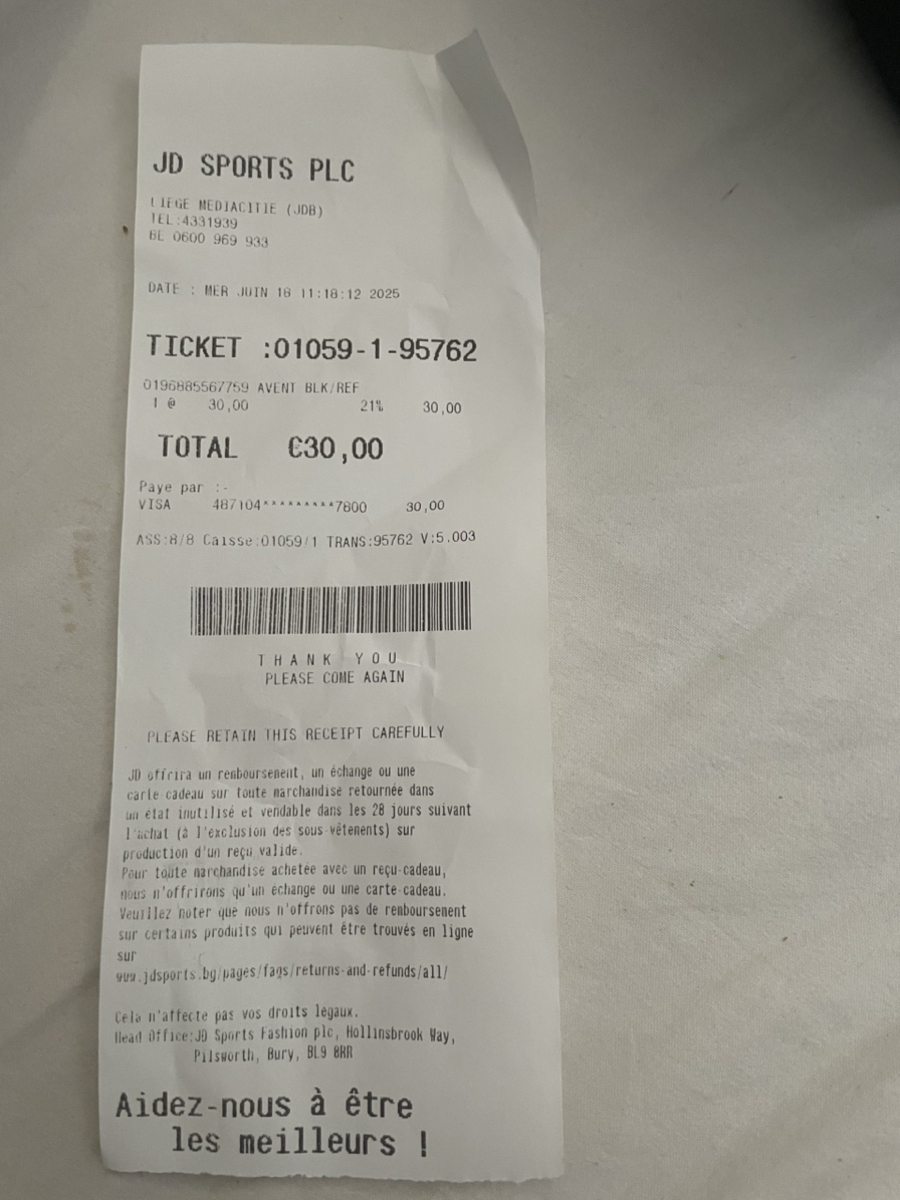 JD SPORTS PLC
LIEGE MEDIACITIE (JDB)
TEL:4331939
BE 0600 969 933
DATE : MER JUIN 18 11:18:12 2025
TICKET :01059-1-95762
0196885567759 AVENT BLK/REF
1 @ 30,00 21% 30,00
TOTAL €30,00
Paye par :-
VISA 487104*********7800 30,00
ASS:8/8 Caisse:01059/1 TRANS:95762 V:5.003
THANK YOU
PLEASE COME AGAIN
PLEASE RETAIN THIS RECEIPT CAREFULLY
JD offrira un remboursement, un échange ou une
carte-cadeau sur toute marchandise retournée dans
un état inutilisé et vendable dans les 28 jours suivant
l'achat (à l'exclusion des sous-vêtements) sur
production d'un reçu valide.
Pour toute marchandise achetée avec un reçu-cadeau,
nous n'offrirons qu'un échange ou une carte-cadeau.
Veuillez noter que nous n'offrons pas de remboursement
sur certains produits qui peuvent être trouvés en ligne
sur
www.jdsports.bg/pages/faqs/returns-and-refunds/all/
Cela n'affecte pas vos droits légaux.
Head Office:JD Sports Fashion plc, Hollinsbrook Way,
Pilsworth, Bury, BL9 8RR
Aidez-nous à être
les meilleurs !